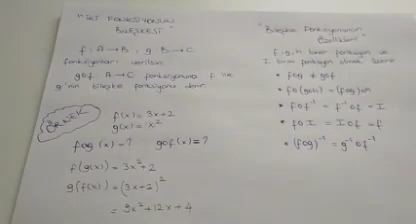 "İKİ FONKSİYONUN
BİLEŞKESİ"
f: A→B, g: B→C
fonksiyonları verilsin.
gof: A→C fonksiyonuna f ile
g'nin bileşke fonksiyonu denir.
ÖRNEK
f(x) = 3x+2
g(x) = x²
fog(x) = ? gof(x) = ?
f(g(x)) = 3x²+2
g(f(x)) = (3x+2)²
= 9x²+12x+4
"Bileşke Fonksiyonunun
Özellikleri"
f, g, h birer fonksiyon ve
I birim fonksiyon olmak üzere
* fog ≠ gof
* fo(goh) = (fog)oh
* fof⁻¹ = f⁻¹of = I
* foI = Iof = f
* (fog)⁻¹ = g⁻¹of⁻¹